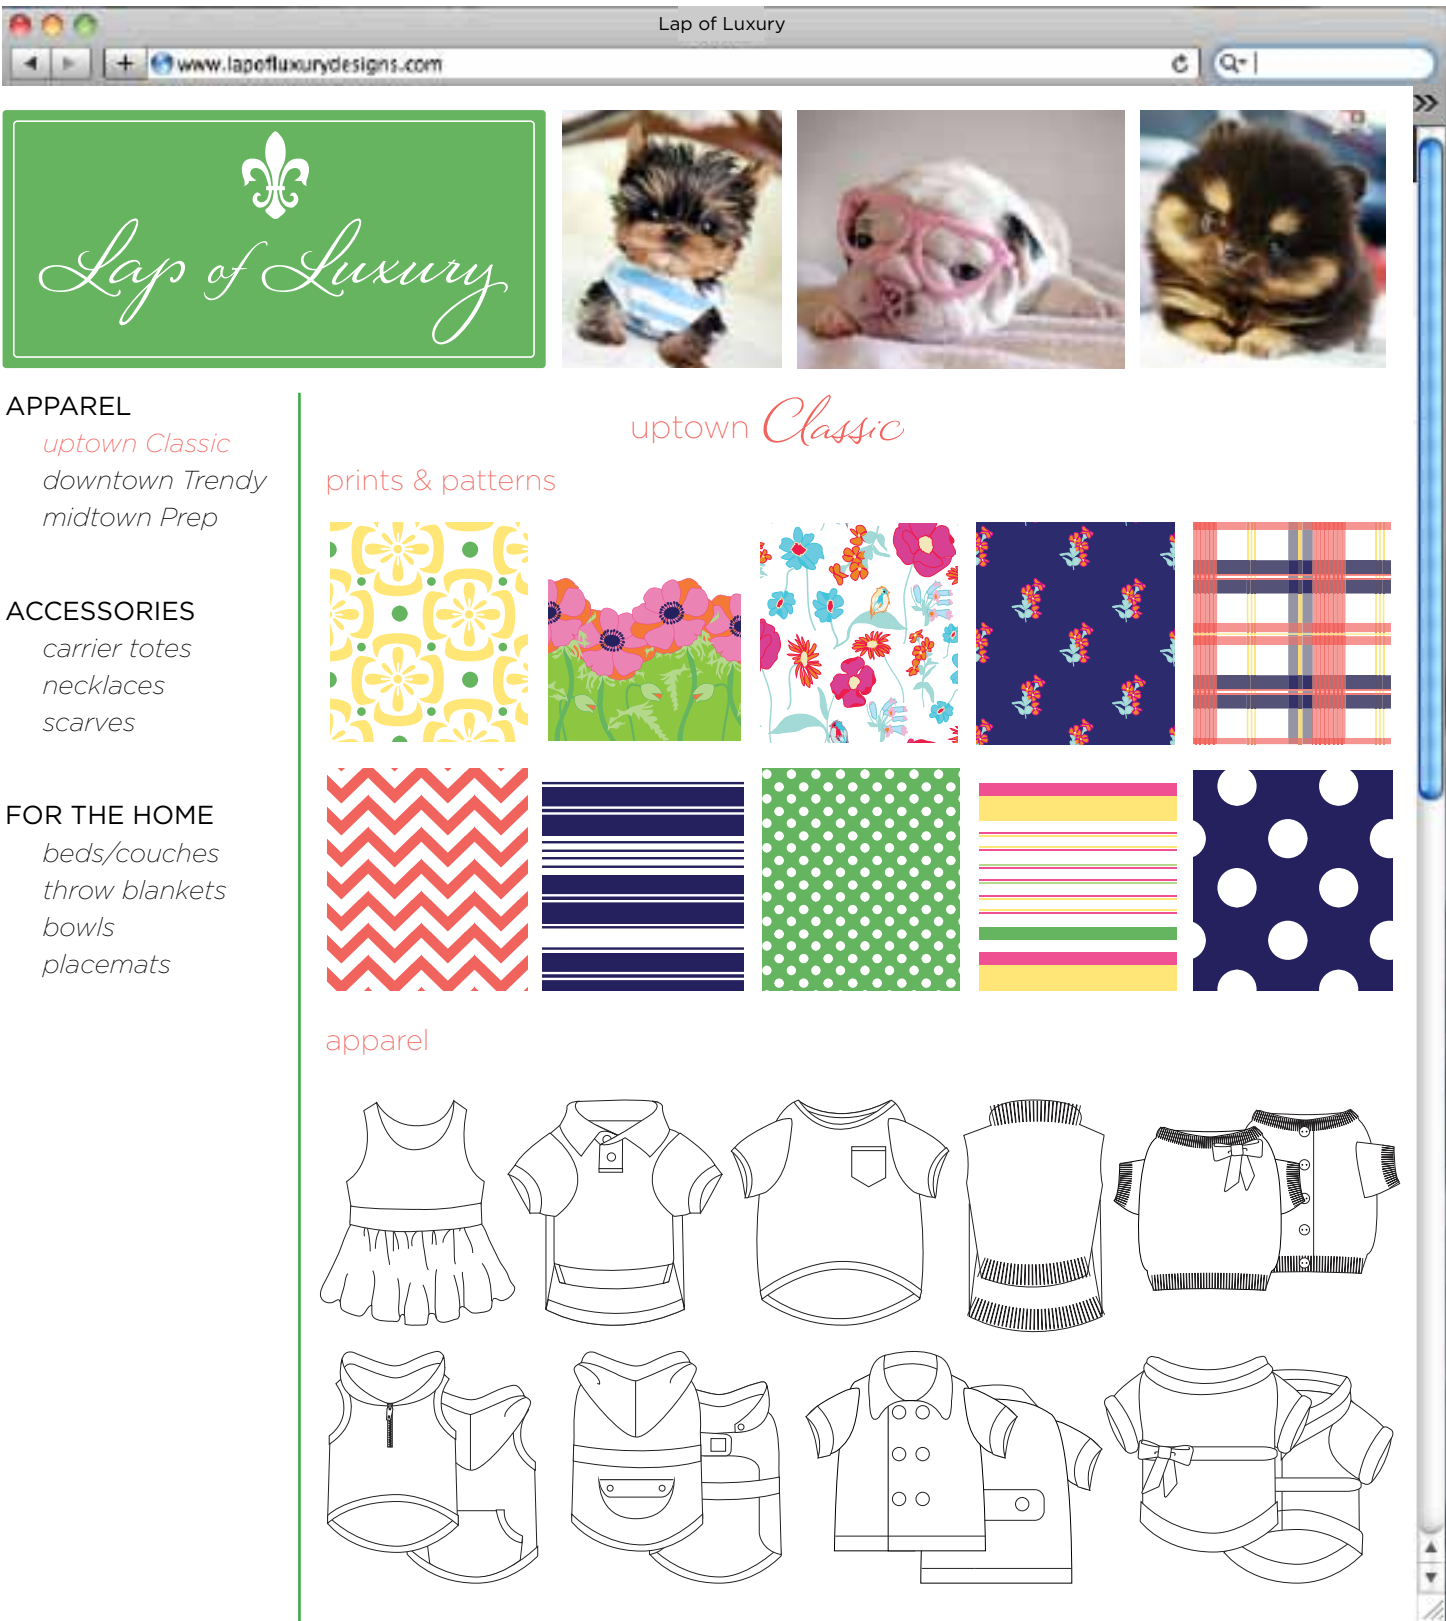 Lap of Luxury
www.lapofluxurydesigns.com
Lap of Luxury
APPAREL
uptown Classic
downtown Trendy
midtown Prep
ACCESSORIES
carrier totes
necklaces
scarves
FOR THE HOME
beds/couches
throw blankets
bowls
placemats
uptown Classic
prints & patterns
apparel